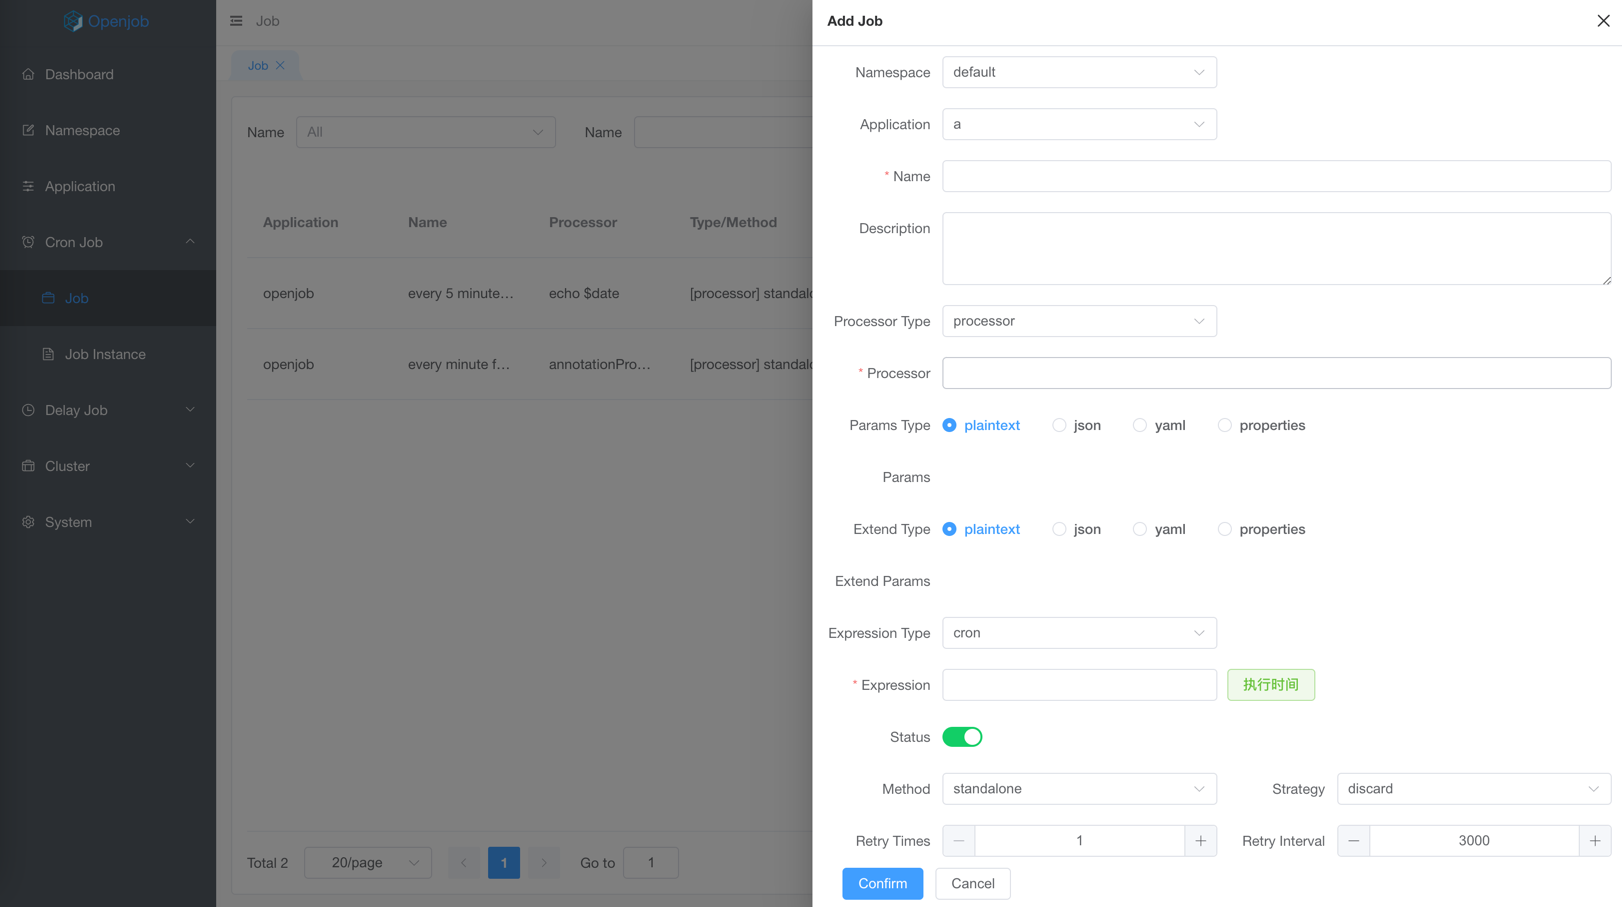 Openjob
Job
Add Job
Job
Dashboard
Namespace
Application
Cron Job
Job
Job Instance
Delay Job
Cluster
System
Name All Name
Application Name Processor Type/Method
openjob every 5 minute... echo $date [processor] standalo
openjob every minute f... annotationPro... [processor] standalo
Total 2 20/page 1 Go to 1
Namespace default
Application a
* Name
Description
Processor Type processor
* Processor
Params Type plaintext json yaml properties
Params
Extend Type plaintext json yaml properties
Extend Params
Expression Type cron
* Expression 执行时间
Status
Method standalone Strategy discard
Retry Times 1 Retry Interval 3000
Confirm Cancel